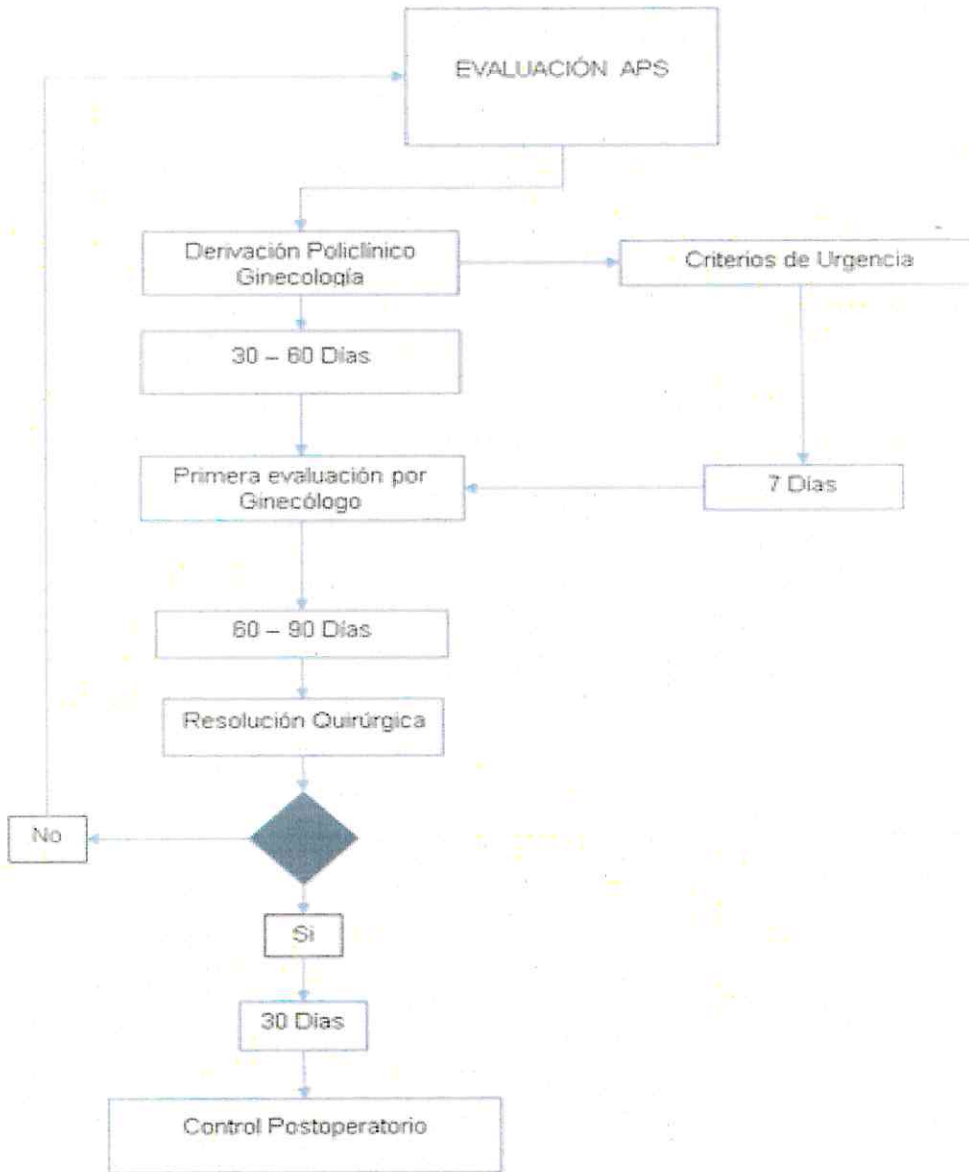 EVALUACIÓN APS
Derivación Policlínico
Ginecología
Criterios de Urgencia
30 – 60 Días
Primera evaluación por
Ginecólogo
7 Días
60 – 90 Días
Resolución Quirúrgica
No
Si
30 Días
Control Postoperatorio